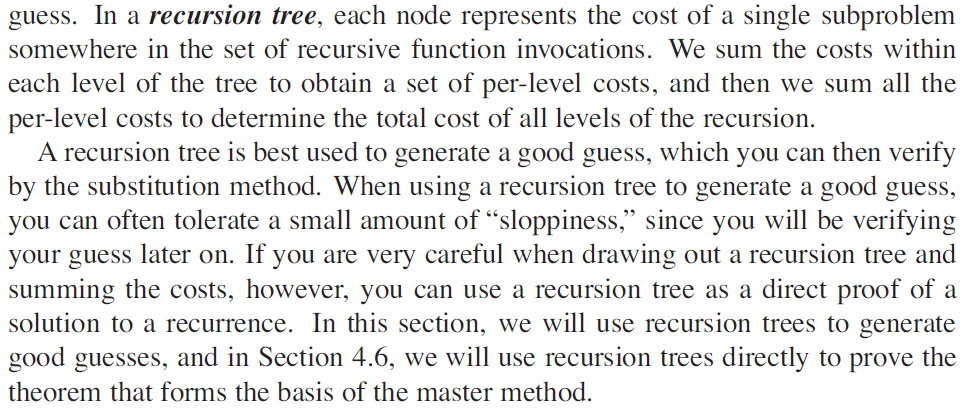 guess. In a recursion tree, each node represents the cost of a single subproblem
somewhere in the set of recursive function invocations. We sum the costs within
each level of the tree to obtain a set of per-level costs, and then we sum all the
per-level costs to determine the total cost of all levels of the recursion.
A recursion tree is best used to generate a good guess, which you can then verify
by the substitution method. When using a recursion tree to generate a good guess,
you can often tolerate a small amount of “sloppiness,” since you will be verifying
your guess later on. If you are very careful when drawing out a recursion tree and
summing the costs, however, you can use a recursion tree as a direct proof of a
solution to a recurrence. In this section, we will use recursion trees to generate
good guesses, and in Section 4.6, we will use recursion trees directly to prove the
theorem that forms the basis of the master method.